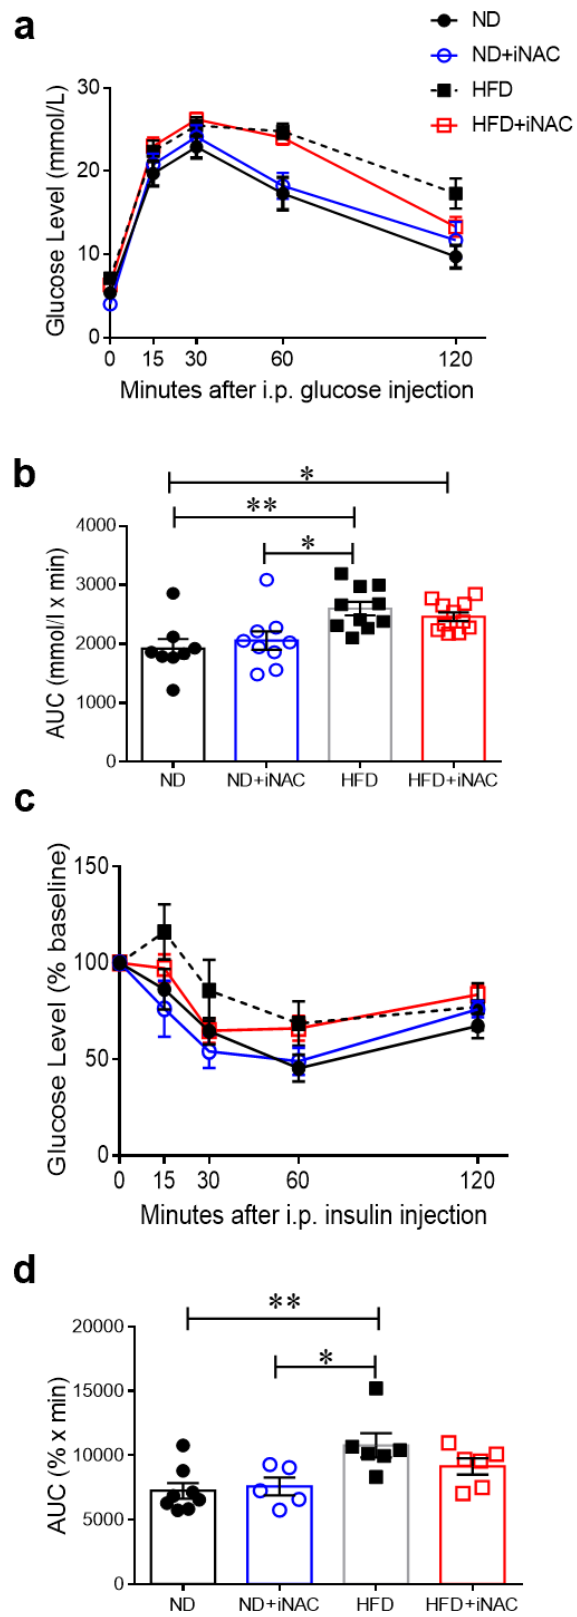 a
ND
ND+iNAC
HFD
HFD+iNAC
Glucose Level (mmol/L)
30
20
10
0
0 15 30 60 120
Minutes after i.p. glucose injection
b
*
**
*
AUC (mmol/l x min)
4000
3000
2000
1000
0
ND ND+iNAC HFD HFD+iNAC
c
Glucose Level (% baseline)
150
100
50
0
0 15 30 60 120
Minutes after i.p. insulin injection
d
**
*
AUC (% x min)
20000
15000
10000
5000
0
ND ND+iNAC HFD HFD+iNAC